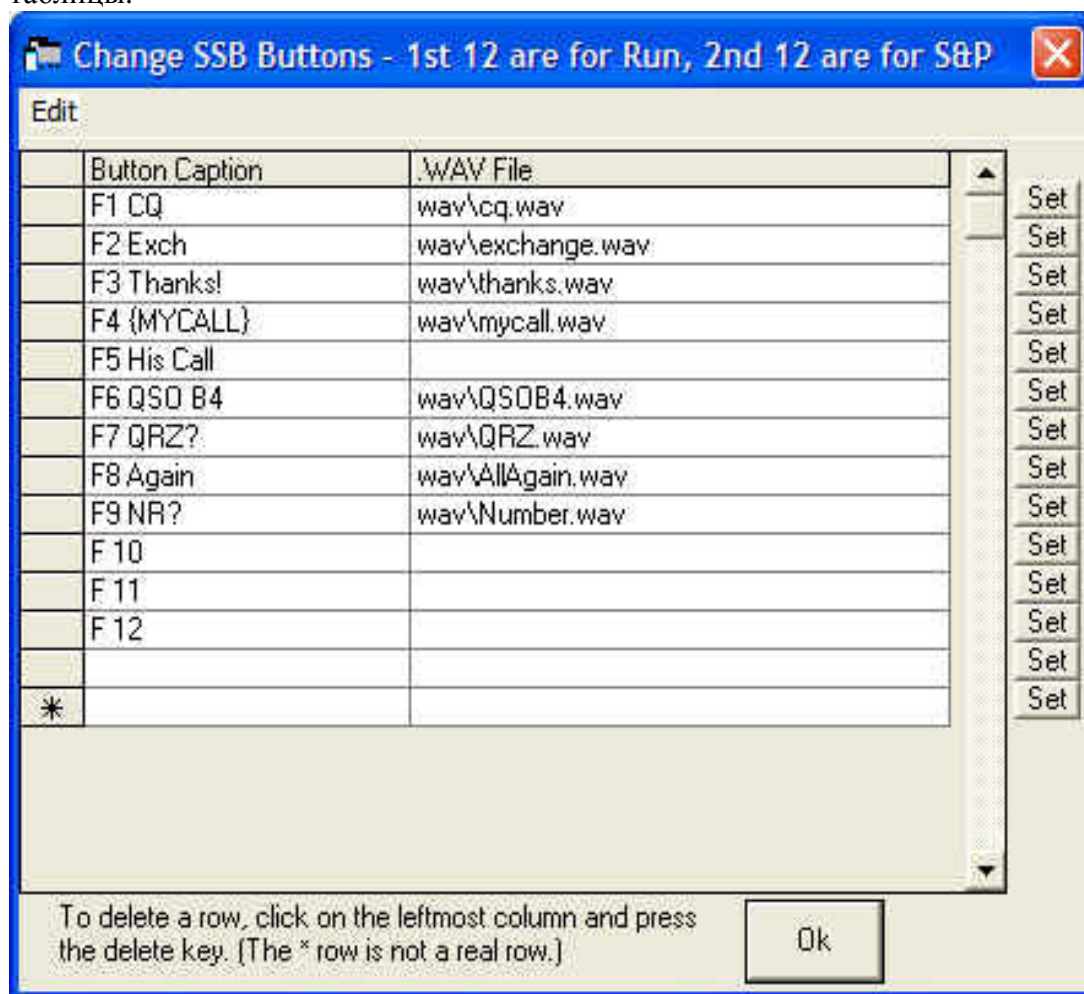 таблицы.
Change SSB Buttons - 1st 12 are for Run, 2nd 12 are for S&P
Edit
Button Caption .WAV File
F1 CQ wav\cq.wav Set
F2 Exch wav\exchange.wav Set
F3 Thanks! wav\thanks.wav Set
F4 {MYCALL} wav\mycall.wav Set
F5 His Call Set
F6 QSO B4 wav\QSOB4.wav Set
F7 QRZ? wav\QRZ.wav Set
F8 Again wav\AllAgain.wav Set
F9 NR? wav\Number.wav Set
F 10 Set
F 11 Set
F 12 Set
Set
* Set
To delete a row, click on the leftmost column and press
the delete key. (The * row is not a real row.)
Ok